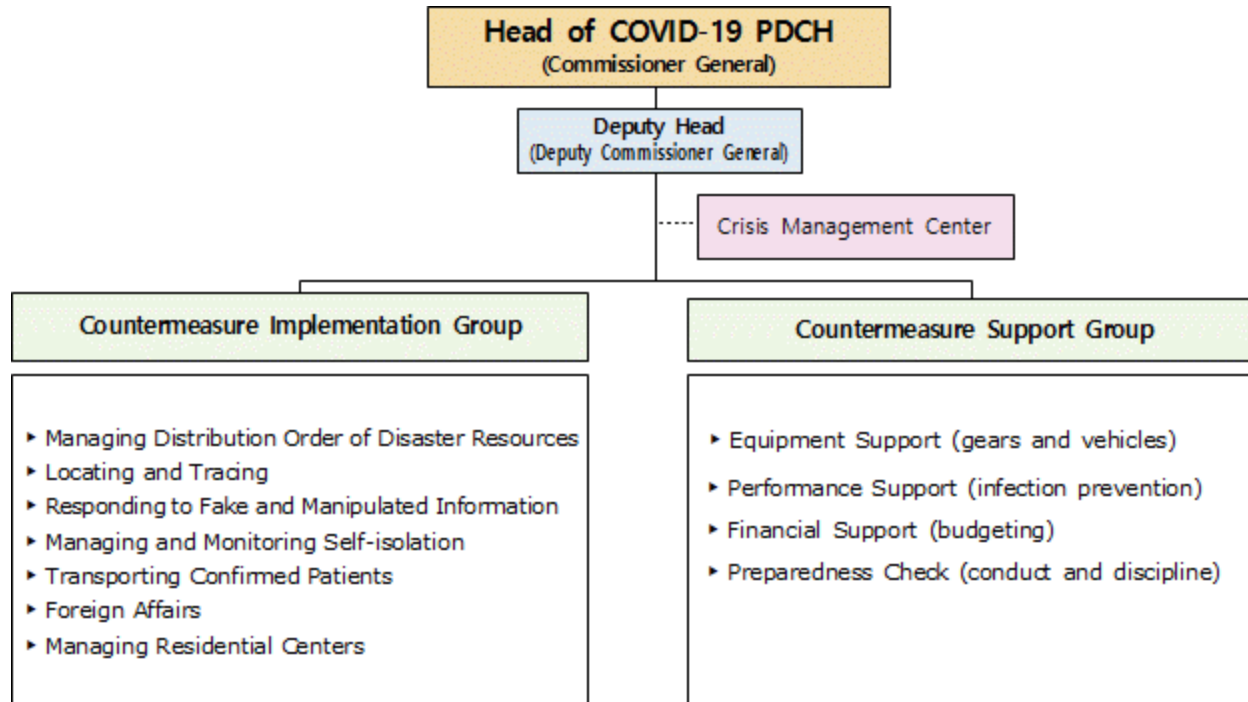 Head of COVID-19 PDCH
(Commissioner General)
Deputy Head
(Deputy Commissioner General)
Crisis Management Center
Countermeasure Implementation Group
▸ Managing Distribution Order of Disaster Resources
▸ Locating and Tracing
▸ Responding to Fake and Manipulated Information
▸ Managing and Monitoring Self-isolation
▸ Transporting Confirmed Patients
▸ Foreign Affairs
▸ Managing Residential Centers
Countermeasure Support Group
▸ Equipment Support (gears and vehicles)
▸ Performance Support (infection prevention)
▸ Financial Support (budgeting)
▸ Preparedness Check (conduct and discipline)